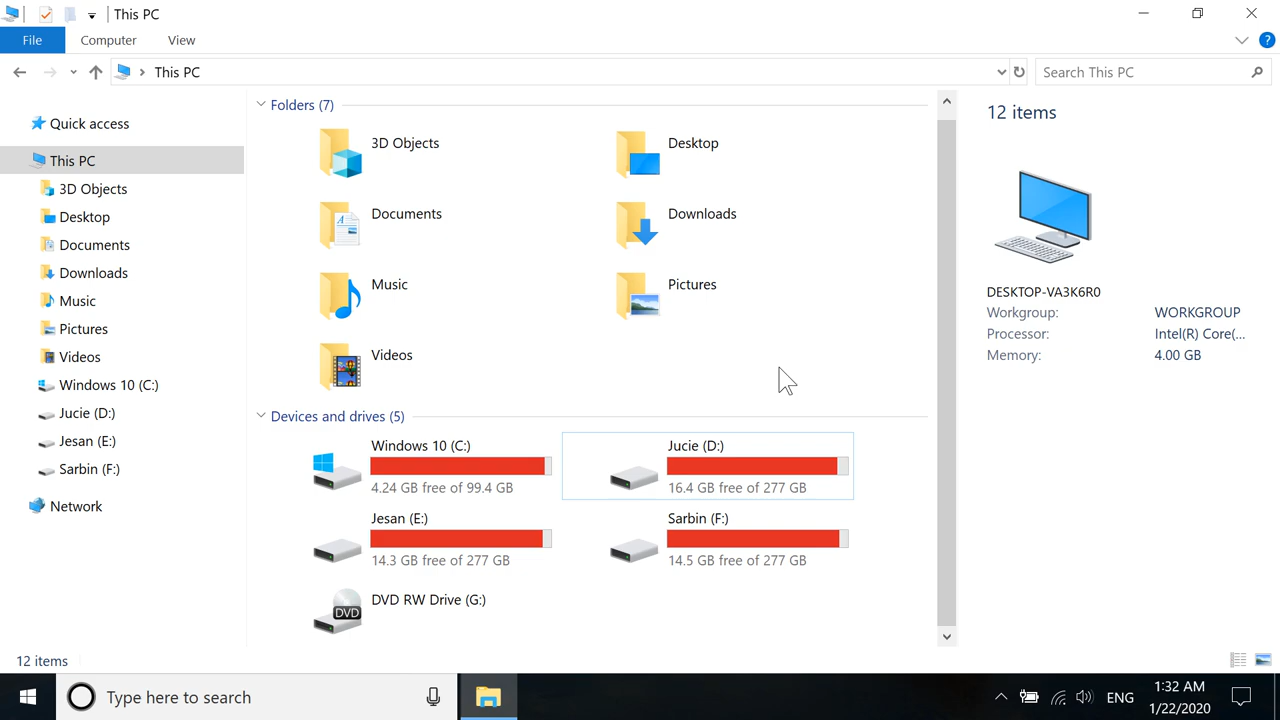 This PC
File
Computer
View
This PC
Search This PC
Quick access
This PC
3D Objects
Desktop
Documents
Downloads
Music
Pictures
Videos
Windows 10 (C:)
Jucie (D:)
Jesan (E:)
Sarbin (F:)
Network
Folders (7)
3D Objects
Desktop
Documents
Downloads
Music
Pictures
Videos
Devices and drives (5)
Windows 10 (C:)
4.24 GB free of 99.4 GB
Jucie (D:)
16.4 GB free of 277 GB
Jesan (E:)
14.3 GB free of 277 GB
Sarbin (F:)
14.5 GB free of 277 GB
DVD
DVD RW Drive (G:)
12 items
DESKTOP-VA3K6R0
Workgroup: WORKGROUP
Processor: Intel(R) Core(...
Memory: 4.00 GB
12 items
Type here to search
ENG
1:32 AM
1/22/2020